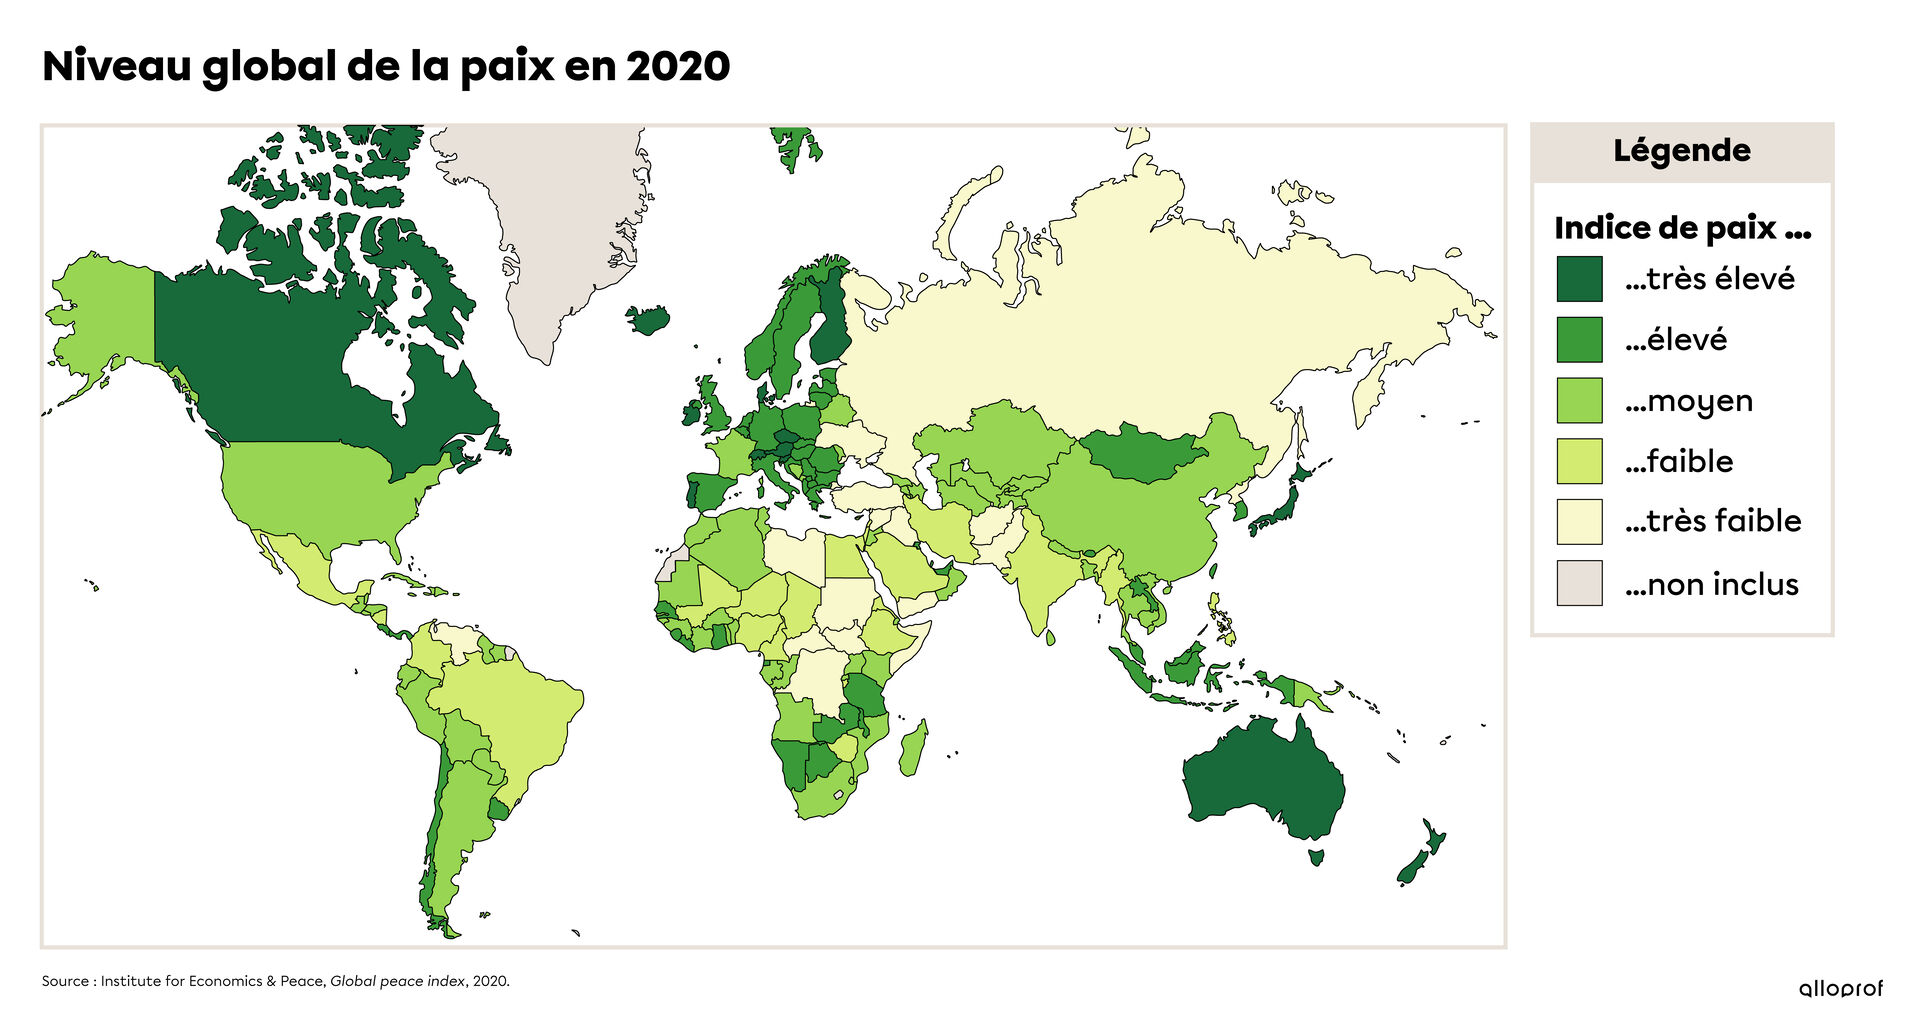 Niveau global de la paix en 2020
Légende
Indice de paix ...
...très élevé
...élevé
...moyen
...faible
...très faible
...non inclus
Source : Institute for Economics & Peace, Global peace index, 2020.
alloprof